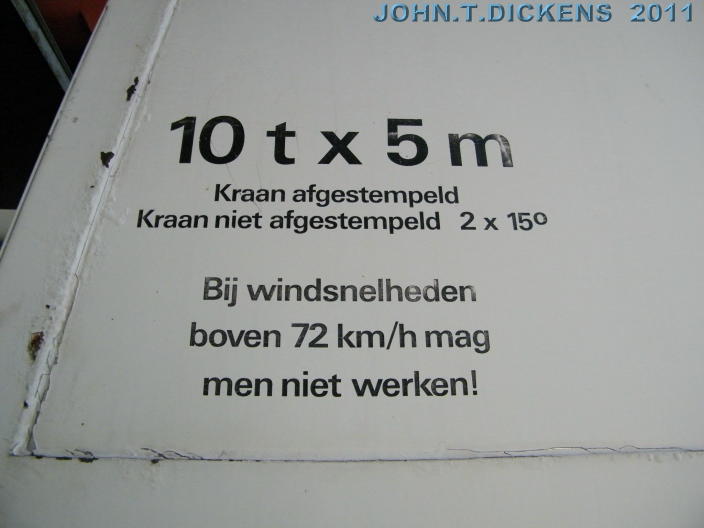 JOHN.T.DICKENS 2011
10 t x 5 m
Kraan afgestempeld
Kraan niet afgestempeld 2 x 15º
Bij windsnelheden
boven 72 km/h mag
men niet werken!